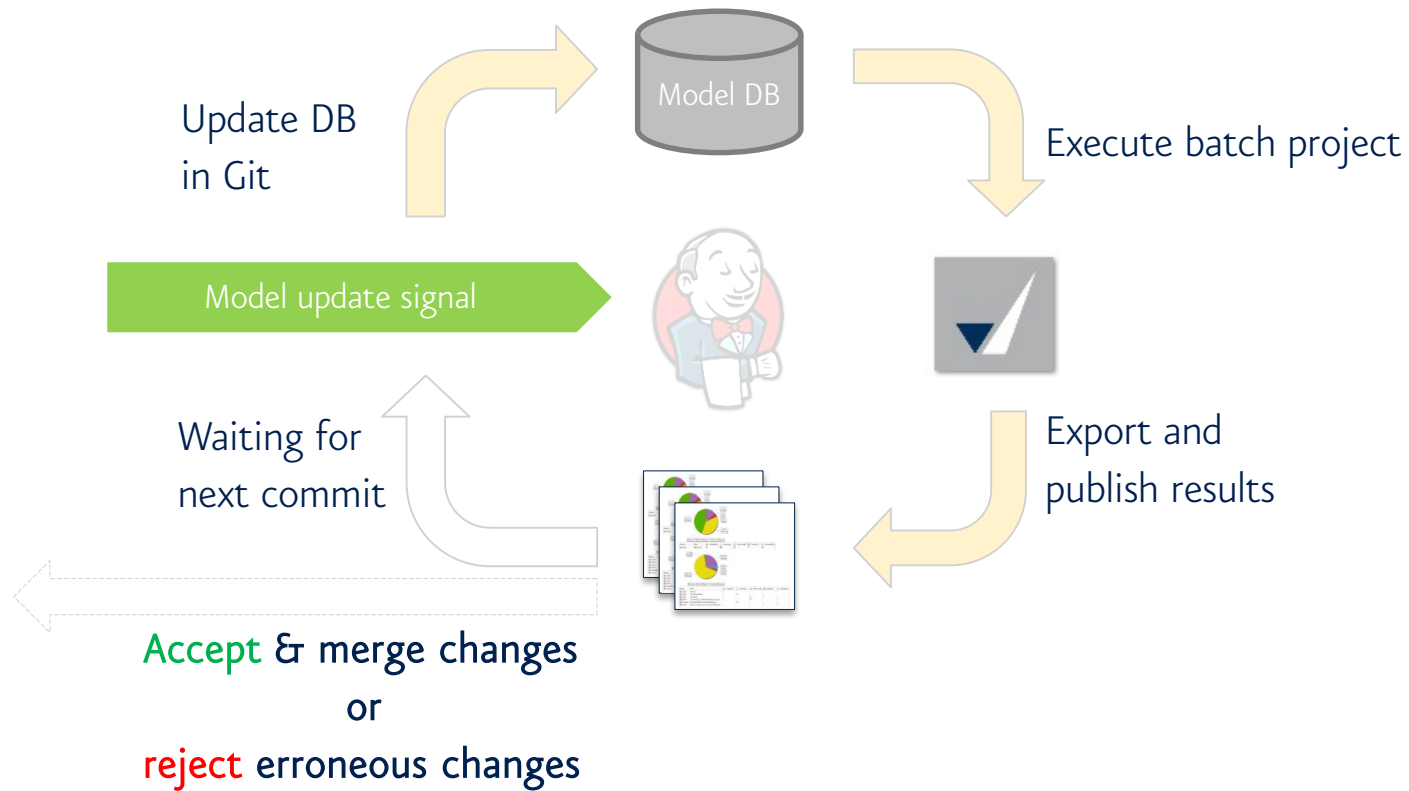 Model DB
Update DB
in Git
Execute batch project
Model update signal
Waiting for
next commit
Export and
publish results
Accept & merge changes
or
reject erroneous changes